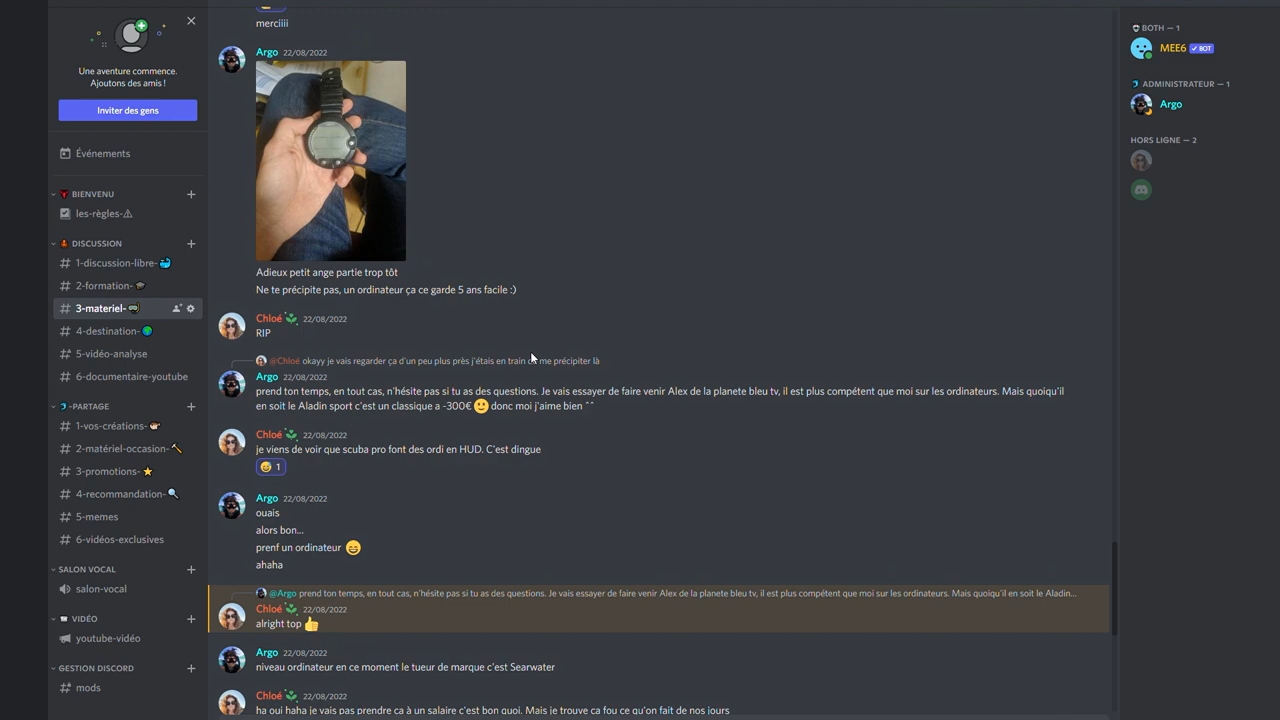 Une aventure commence.
Ajoutons des amis !
Inviter des gens
Événements
BIENVENU
les-règles-⚠
DISCUSSION
1-discussion-libre-
2-formation-
3-materiel-
4-destination-
5-vidéo-analyse
6-documentaire-youtube
-PARTAGE
1-vos-créations-
2-matériel-occasion-
3-promotions-
4-recommandation-
5-memes
6-vidéos-exclusives
SALON VOCAL
salon-vocal
VIDÉO
youtube-vidéo
GESTION DISCORD
mods
merciiii
Argo 22/08/2022
Adieux petit ange partie trop tôt
Ne te précipite pas, un ordinateur ça ce garde 5 ans facile :)
Chloé 22/08/2022
RIP
@Chloé okayy je vais regarder ça d'un peu plus près j'étais en train de me précipiter là
Argo 22/08/2022
prend ton temps, en tout cas, n'hésite pas si tu as des questions. Je vais essayer de faire venir Alex de la planete bleu tv, il est plus compétent que moi sur les ordinateurs. Mais quoiqu'il
en soit le Aladin sport c'est un classique a -300€ 🙂 donc moi j'aime bien ^^
Chloé 22/08/2022
je viens de voir que scuba pro font des ordi en HUD. C'est dingue
1
Argo 22/08/2022
ouais
alors bon...
prenf un ordinateur 😄
ahaha
@Argo prend ton temps, en tout cas, n'hésite pas si tu as des questions. Je vais essayer de faire venir Alex de la planete bleu tv, il est plus compétent que moi sur les ordinateurs. Mais quoiqu'il en soit le Aladin...
Chloé 22/08/2022
alright top 👍
Argo 22/08/2022
niveau ordinateur en ce moment le tueur de marque c'est Searwater
Chloé 22/08/2022
ha oui haha je vais pas prendre ca à un salaire c'est bon quoi. Mais je trouve ca fou ce qu'on fait de nos jours
BOTH — 1
MEE6 ✓ BOT
ADMINISTRATEUR — 1
Argo
HORS LIGNE — 2